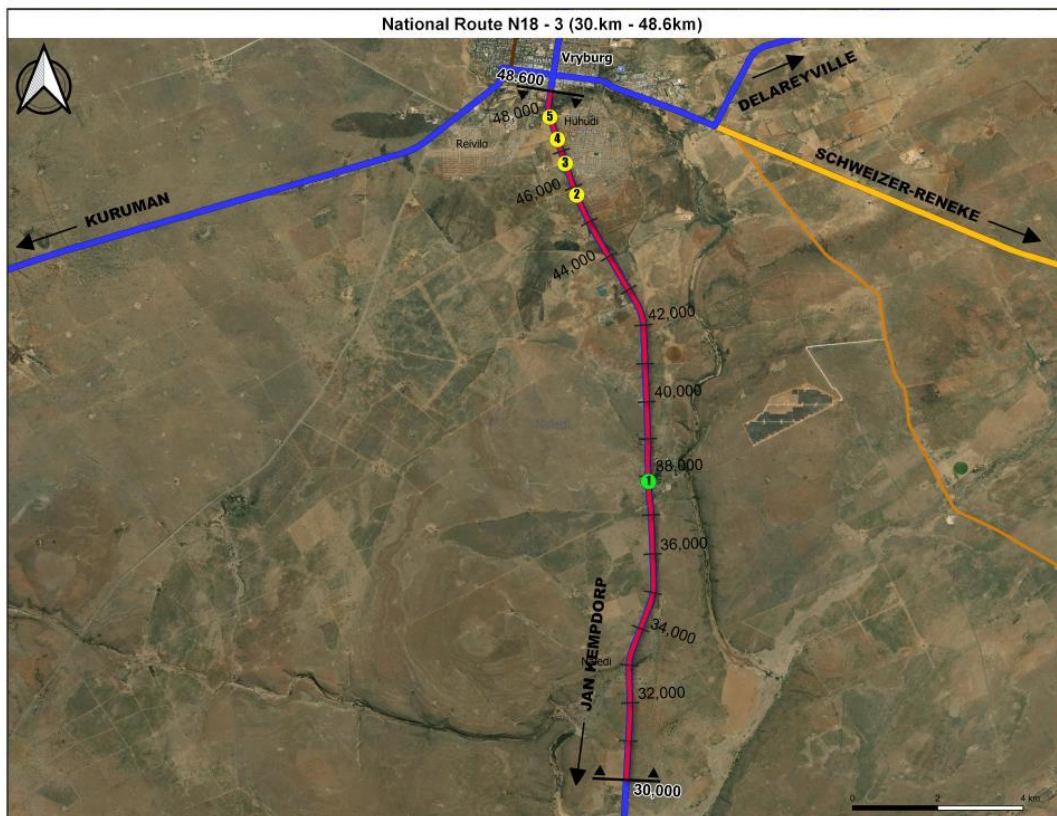 National Route N18 - 3 (30.km - 48.6km)
Vryburg
48.600
DELAREYVILLE
48,000
5
Huhudi
4
Reivilo
3
SCHWEIZER-RENEKE
46,000
2
KURUMAN
44,000
42,000
40,000
38,000
1
36,000
34,000
JAN KEMPDORP
Naledi
32,000
30,000
0 2 4 km